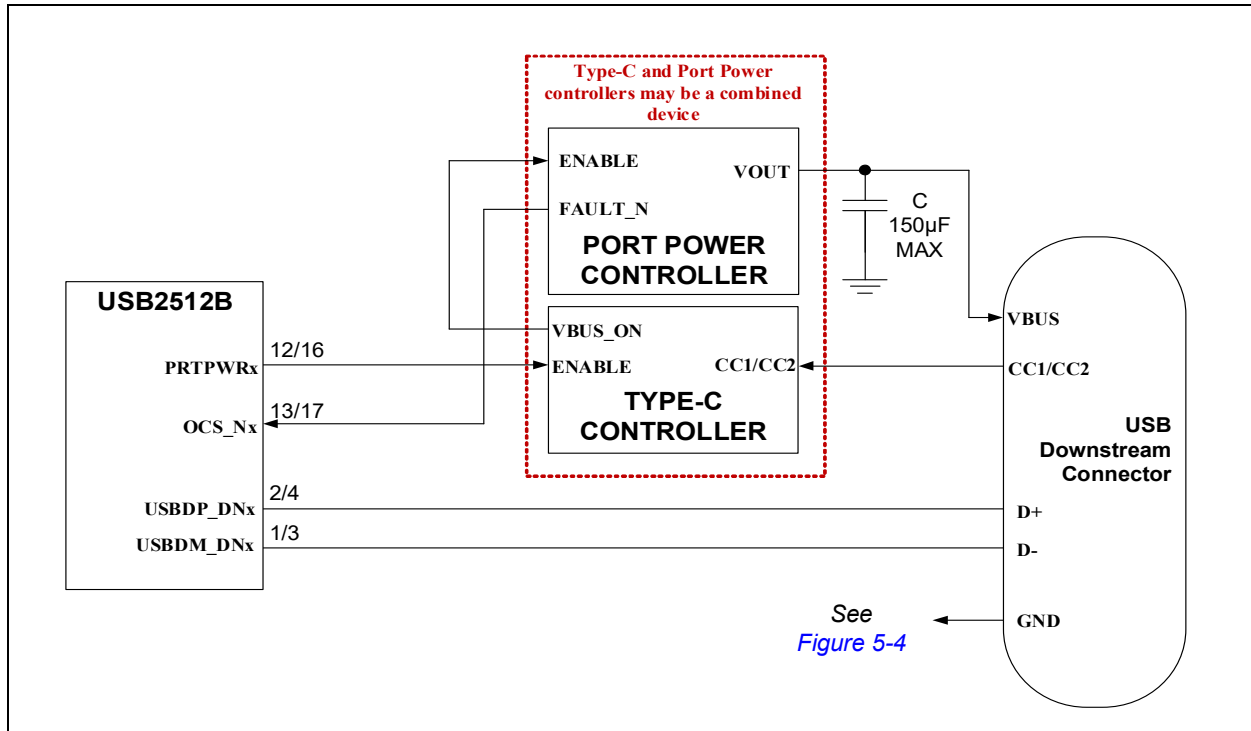 Type-C and Port Power
controllers may be a combined
device
ENABLE
VOUT
FAULT_N
PORT POWER
CONTROLLER
C
150µF
MAX
USB2512B
VBUS_ON
VBUS
12/16
PRTPWRx
ENABLE
CC1/CC2
CC1/CC2
13/17
OCS_Nx
TYPE-C
CONTROLLER
USB
Downstream
Connector
2/4
USBDP_DNx
D+
1/3
USBDM_DNx
D-
See
Figure 5-4
GND